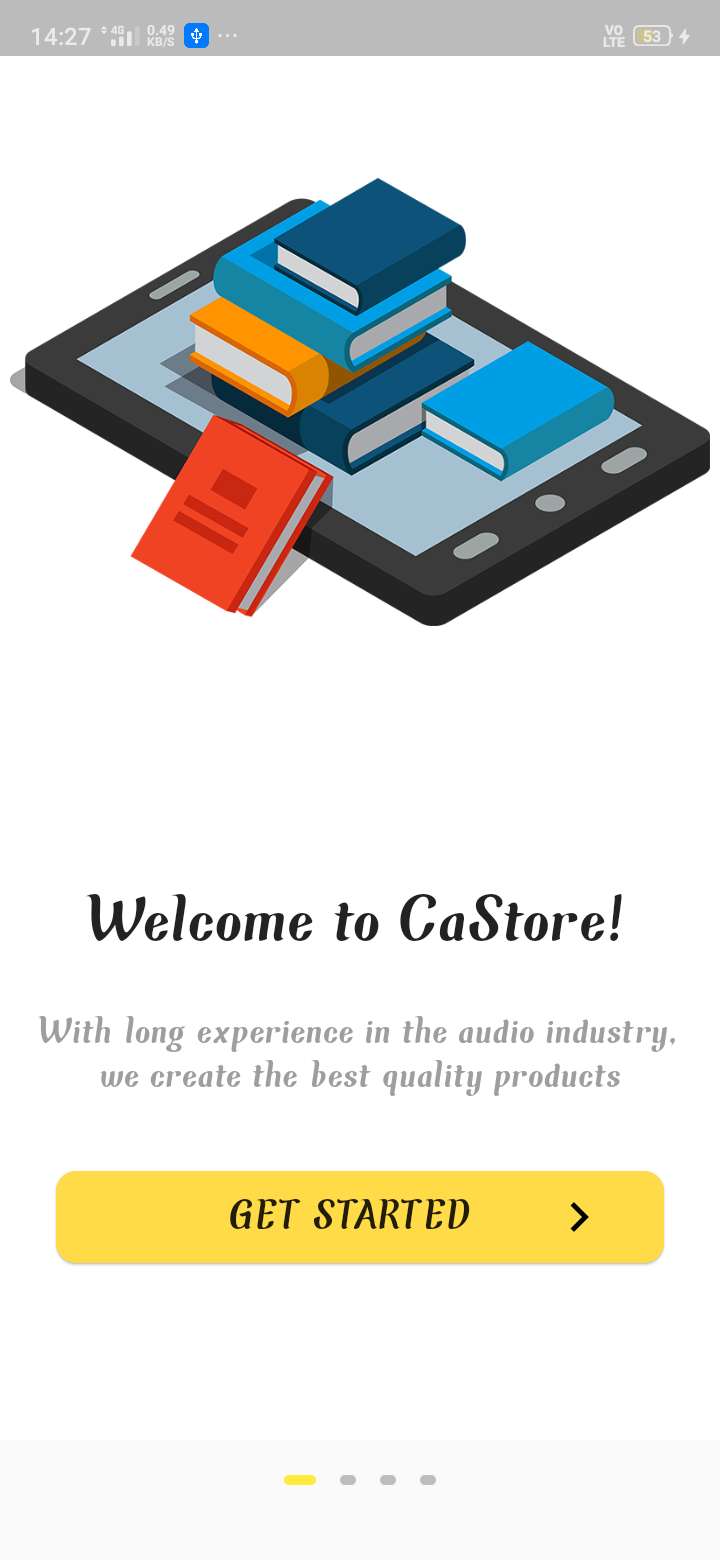 14:27 4G 0.49 KB/S ... VO LTE 53
Welcome to CaStore!
With long experience in the audio industry,
we create the best quality products
GET STARTED